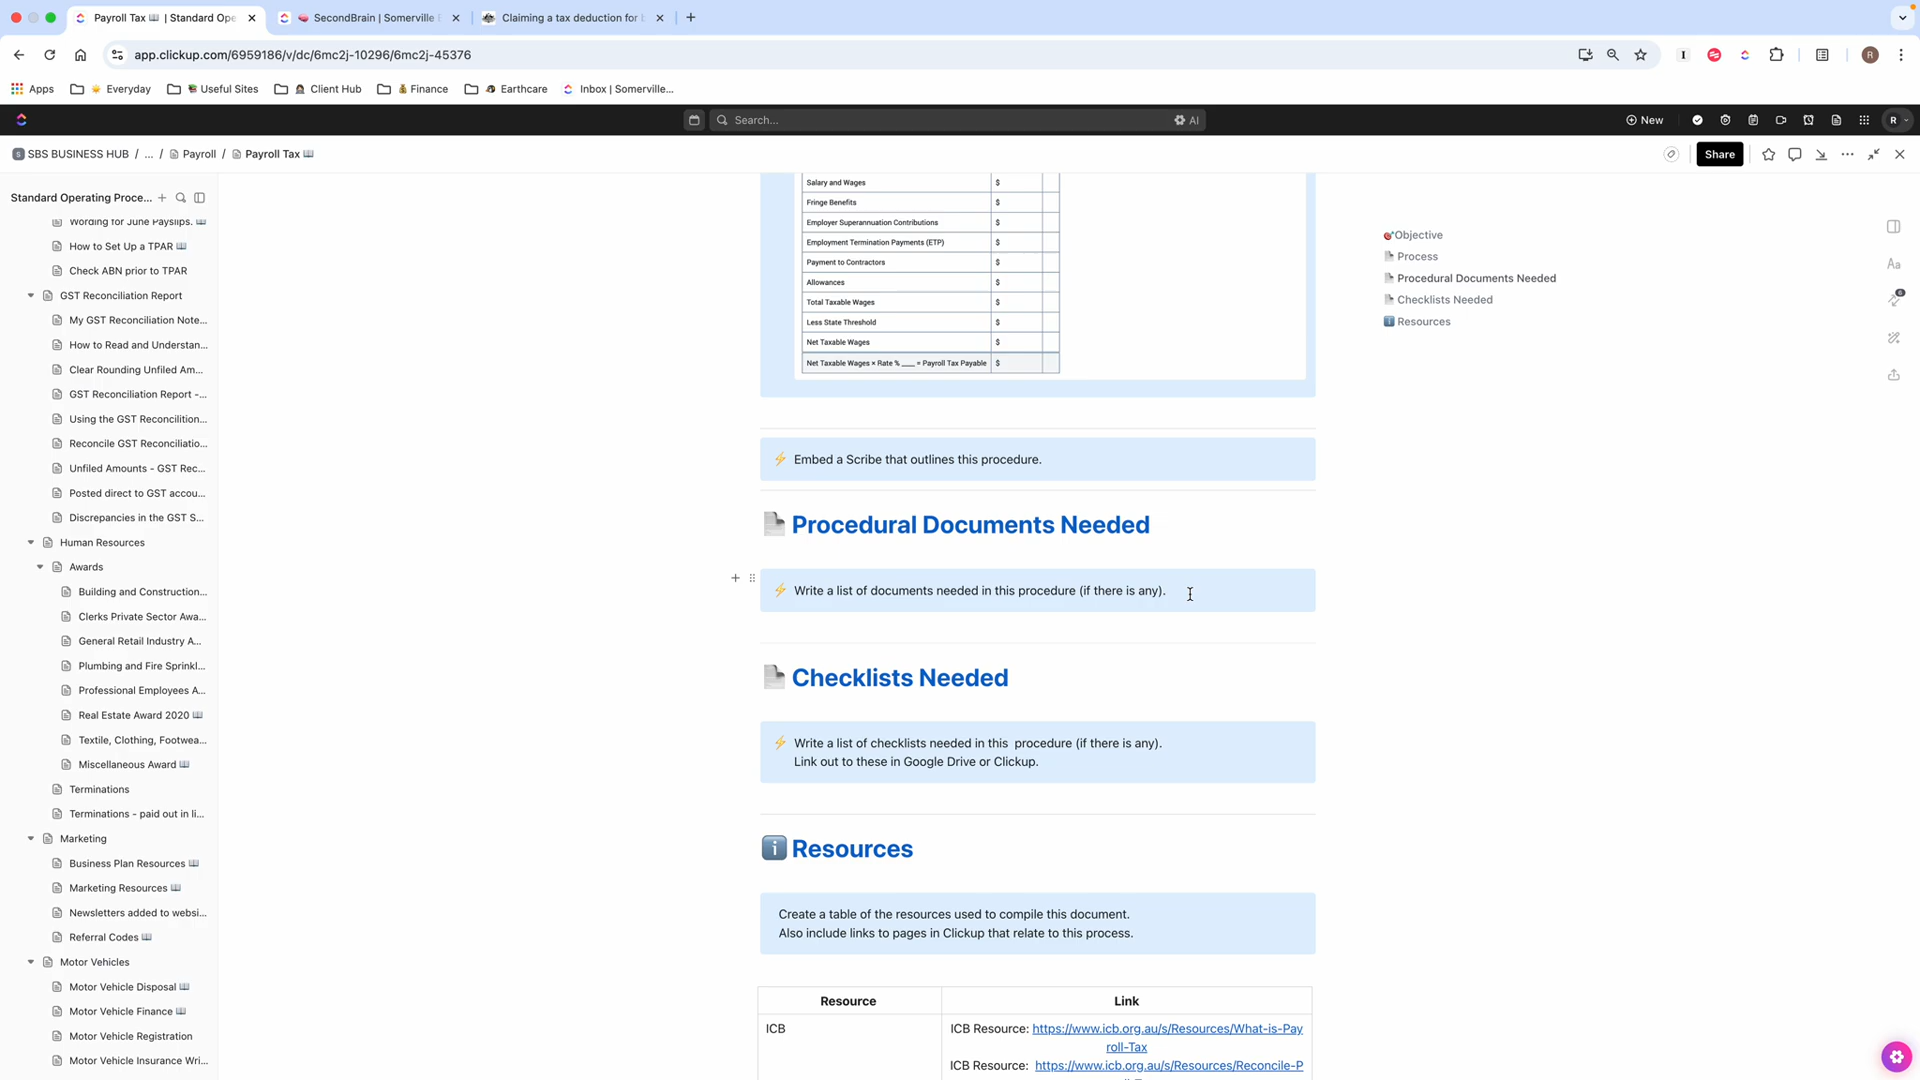 Payroll Tax 📖 | Standard Ope
SecondBrain | Somerville B
Claiming a tax deduction for
app.clickup.com/6959186/v/dc/6mc2j-10296/6mc2j-45376
R
Apps
Everyday
Useful Sites
Client Hub
Finance
Earthcare
Inbox | Somerville...
Search...
AI
New
R
S
SBS BUSINESS HUB / ... / Payroll / Payroll Tax 📖
Share
Standard Operating Proce...
Wording for June Payslips. 📖
How to Set Up a TPAR 📖
Check ABN prior to TPAR
GST Reconciliation Report
My GST Reconciliation Note...
How to Read and Understan...
Clear Rounding Unfiled Am...
GST Reconciliation Report -...
Using the GST Reconcilition...
Reconcile GST Reconciliatio...
Unfiled Amounts - GST Rec...
Posted direct to GST accou...
Discrepancies in the GST S...
Human Resources
Awards
Building and Construction...
Clerks Private Sector Awa...
General Retail Industry A...
Plumbing and Fire Sprinkl...
Professional Employees A...
Real Estate Award 2020 📖
Textile, Clothing, Footwea...
Miscellaneous Award 📖
Terminations
Terminations - paid out in li...
Marketing
Business Plan Resources 📖
Marketing Resources 📖
Newsletters added to websi...
Referral Codes 📖
Motor Vehicles
Motor Vehicle Disposal 📖
Motor Vehicle Finance 📖
Motor Vehicle Registration
Motor Vehicle Insurance Wri...
Salary and Wages $
Fringe Benefits $
Employer Superannuation Contributions $
Employment Termination Payments (ETP) $
Payment to Contractors $
Allowances $
Total Taxable Wages $
Less State Threshold $
Net Taxable Wages $
Net Taxable Wages × Rate % ___ = Payroll Tax Payable $
⚡ Embed a Scribe that outlines this procedure.
Procedural Documents Needed
⚡ Write a list of documents needed in this procedure (if there is any).
Checklists Needed
⚡ Write a list of checklists needed in this  procedure (if there is any).
Link out to these in Google Drive or Clickup.
ℹ️ Resources
Create a table of the resources used to compile this document.
Also include links to pages in Clickup that relate to this process.
Resource Link
ICB ICB Resource: https://www.icb.org.au/s/Resources/What-is-Pay
roll-Tax
ICB Resource:  https://www.icb.org.au/s/Resources/Reconcile-P
🎯Objective
Process
Procedural Documents Needed
Checklists Needed
ℹ️ Resources
Aa
6